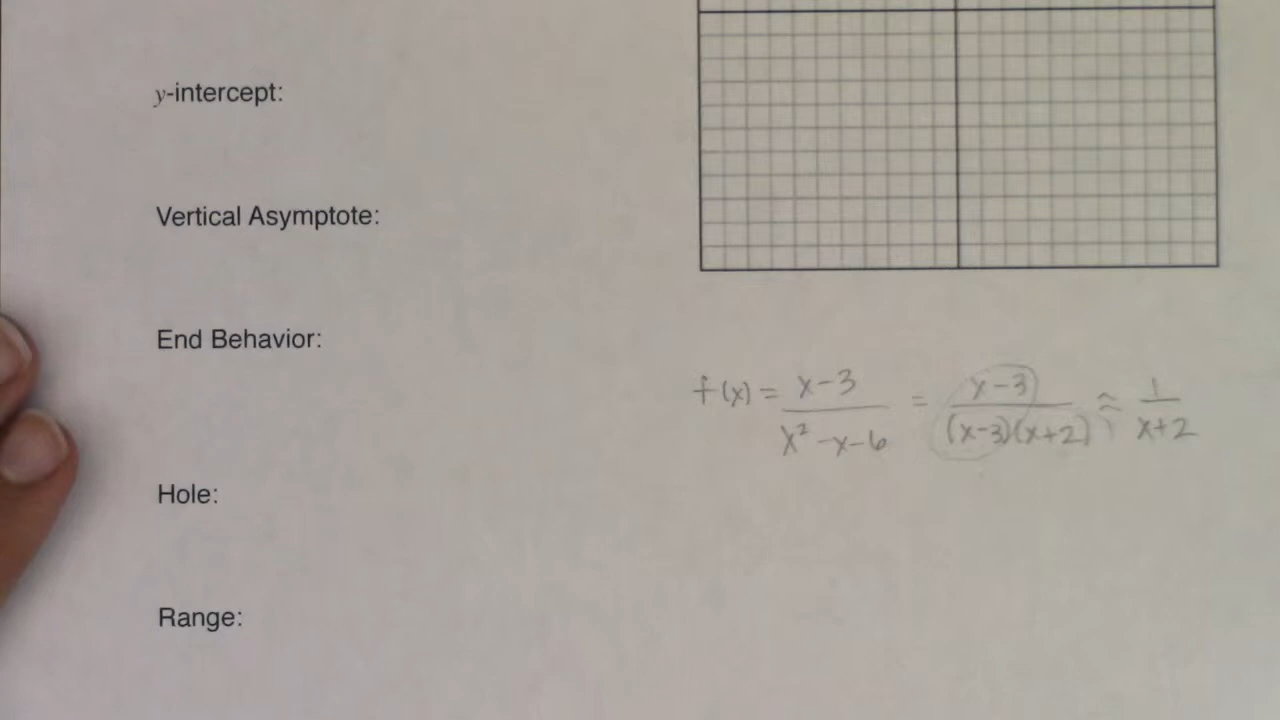 y-intercept:
Vertical Asymptote:
End Behavior:
f(x) = x-3 / x² -x-6 = x-3 / (x-3)(x+2) ≈ 1 / x+2
Hole:
Range: